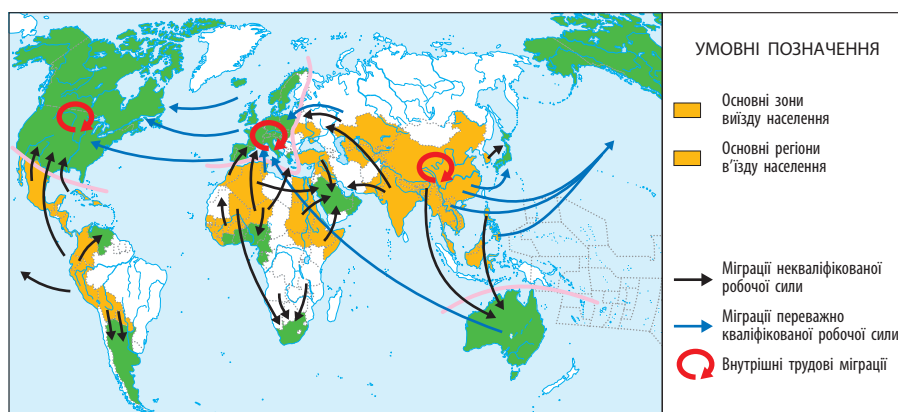 УМОВНІ ПОЗНАЧЕННЯ
Основні зони
виїзду населення
Основні регіони
в'їзду населення
Міграції некваліфікованої
робочої сили
Міграції переважно
кваліфікованої робочої сили
Внутрішні трудові міграції